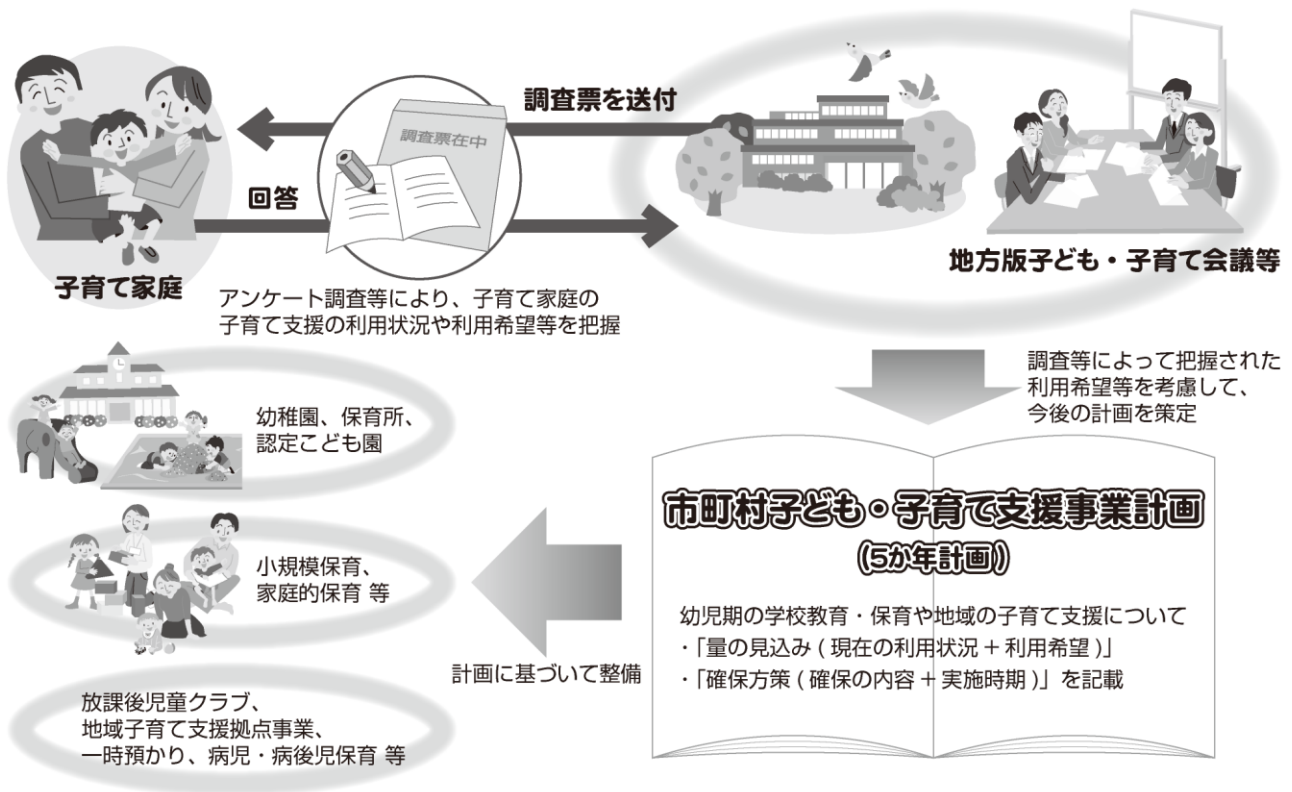 調査票を送付
調査票在中
回答
子育て家庭
地方版子ども・子育て会議等
アンケート調査等により、子育て家庭の
子育て支援の利用状況や利用希望等を把握
調査等によって把握された
利用希望等を考慮して、
今後の計画を策定
市町村子ども・子育て支援事業計画
(5か年計画)
幼児期の学校教育・保育や地域の子育て支援について
・「量の見込み ( 現在の利用状況 + 利用希望 )」
・「確保方策 ( 確保の内容 + 実施時期 )」を記載
計画に基づいて整備
幼稚園、保育所、
認定こども園
小規模保育、
家庭的保育 等
放課後児童クラブ、
地域子育て支援拠点事業、
一時預かり、病児・病後児保育 等